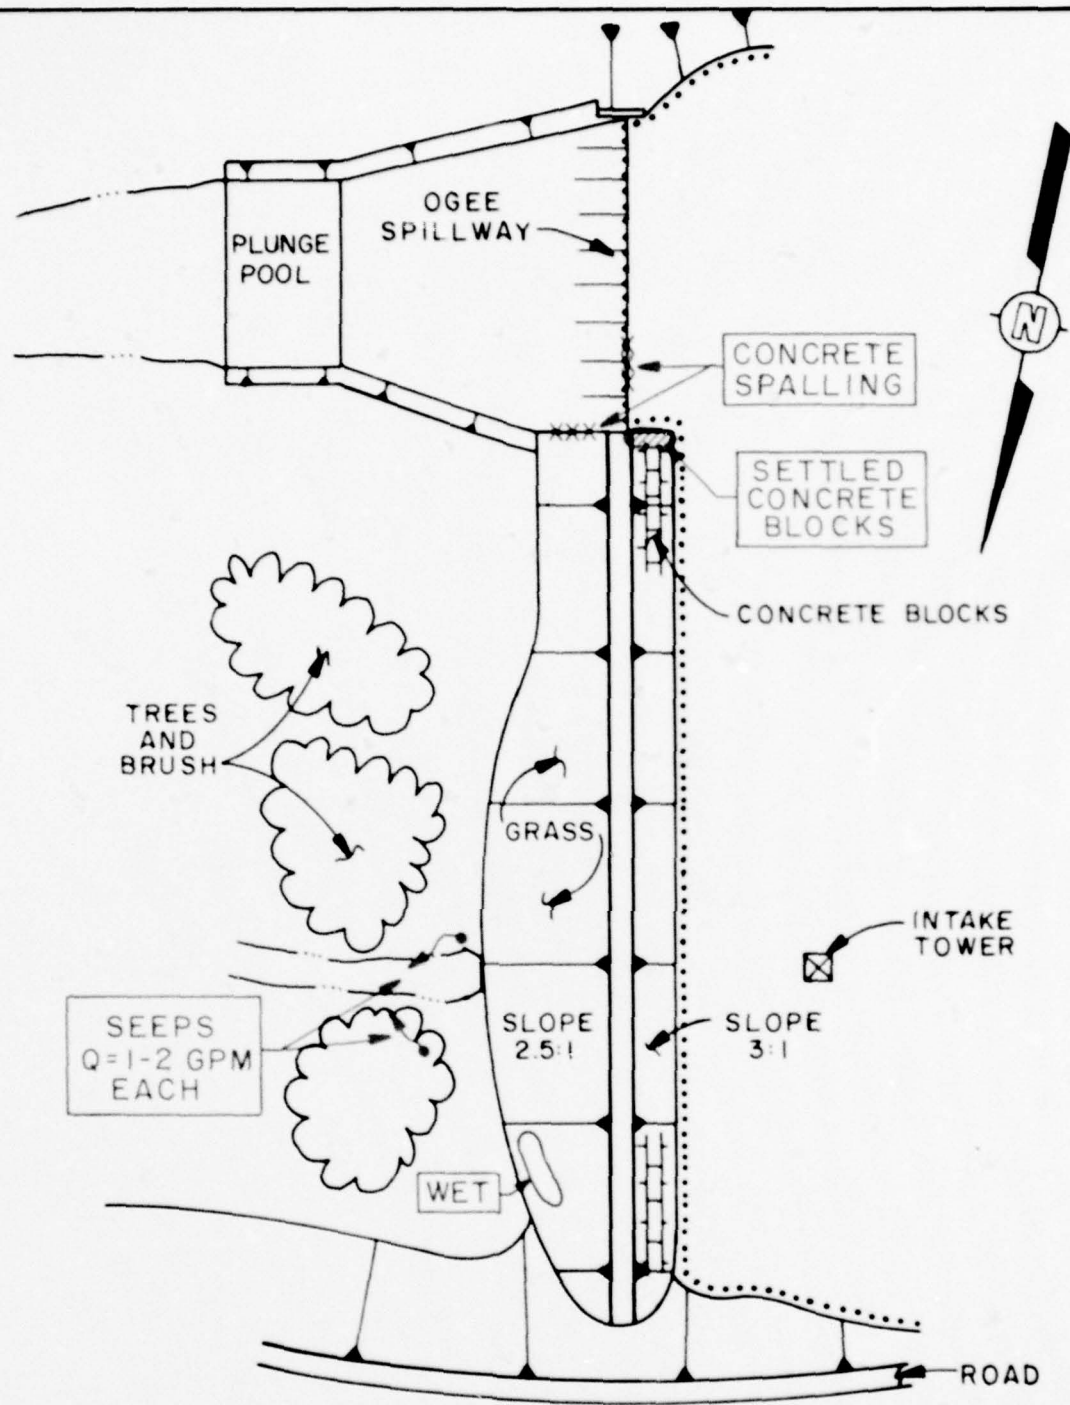 OGEE
SPILLWAY
PLUNGE
POOL
N
CONCRETE
SPALLING
SETTLED
CONCRETE
BLOCKS
CONCRETE BLOCKS
TREES
AND
BRUSH
GRASS
INTAKE
TOWER
SEEPS
Q=1-2 GPM
EACH
SLOPE
2.5:1
SLOPE
3:1
WET
ROAD